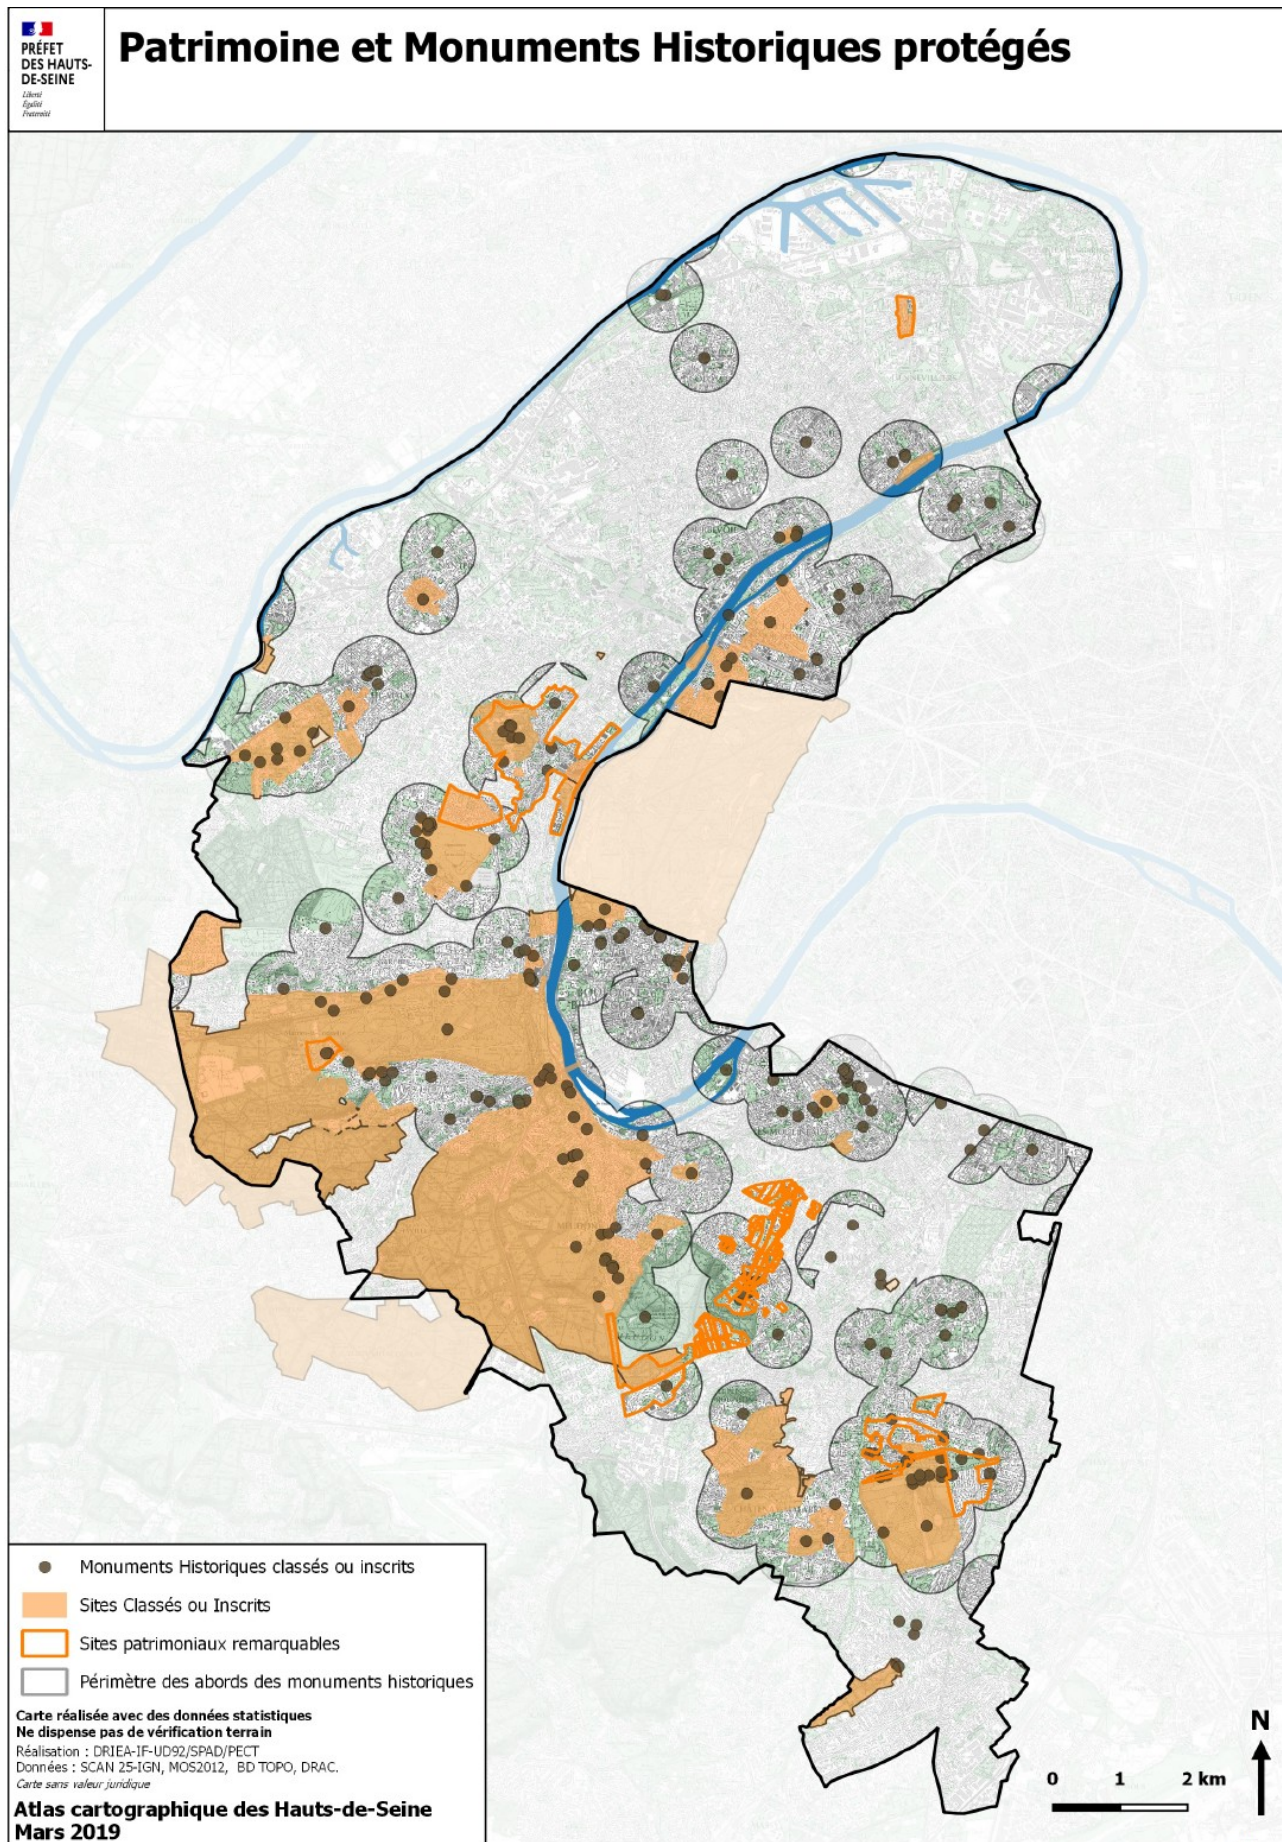 PRÉFET
DES HAUTS-
DE-SEINE
Liberté
Égalité
Fraternité
Patrimoine et Monuments Historiques protégés
Monuments Historiques classés ou inscrits
Sites Classés ou Inscrits
Sites patrimoniaux remarquables
Périmètre des abords des monuments historiques
Carte réalisée avec des données statistiques
Ne dispense pas de vérification terrain
Réalisation : DRIEA-IF-UD92/SPAD/PECT
Données : SCAN 25-IGN, MOS2012, BD TOPO, DRAC.
Carte sans valeur juridique
Atlas cartographique des Hauts-de-Seine
Mars 2019
N
0 1 2 km